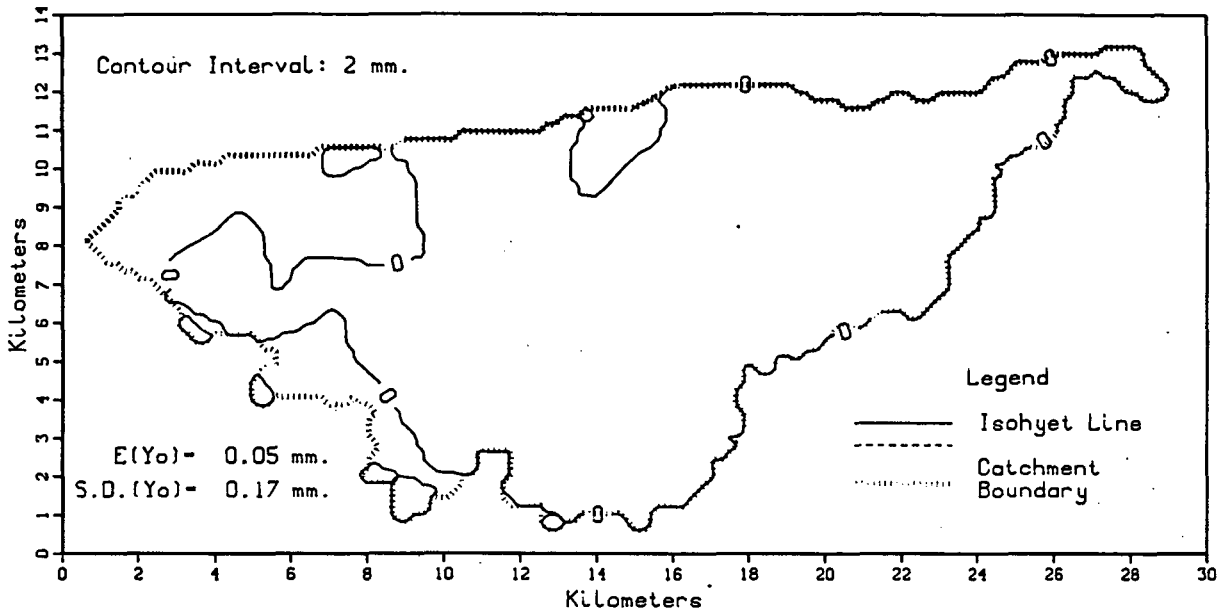 Contour Interval: 2 mm.
14
13
12
11
10
9
8
7
6
5
4
3
2
1
0
Kilometers
0
0
0
0
0
0
0
0
E(Yo)= 0.05 mm.
S.D.(Yo)= 0.17 mm.
Legend
Isohyet Line
Catchment
Boundary
0 2 4 6 8 10 12 14 16 18 20 22 24 26 28 30
Kilometers